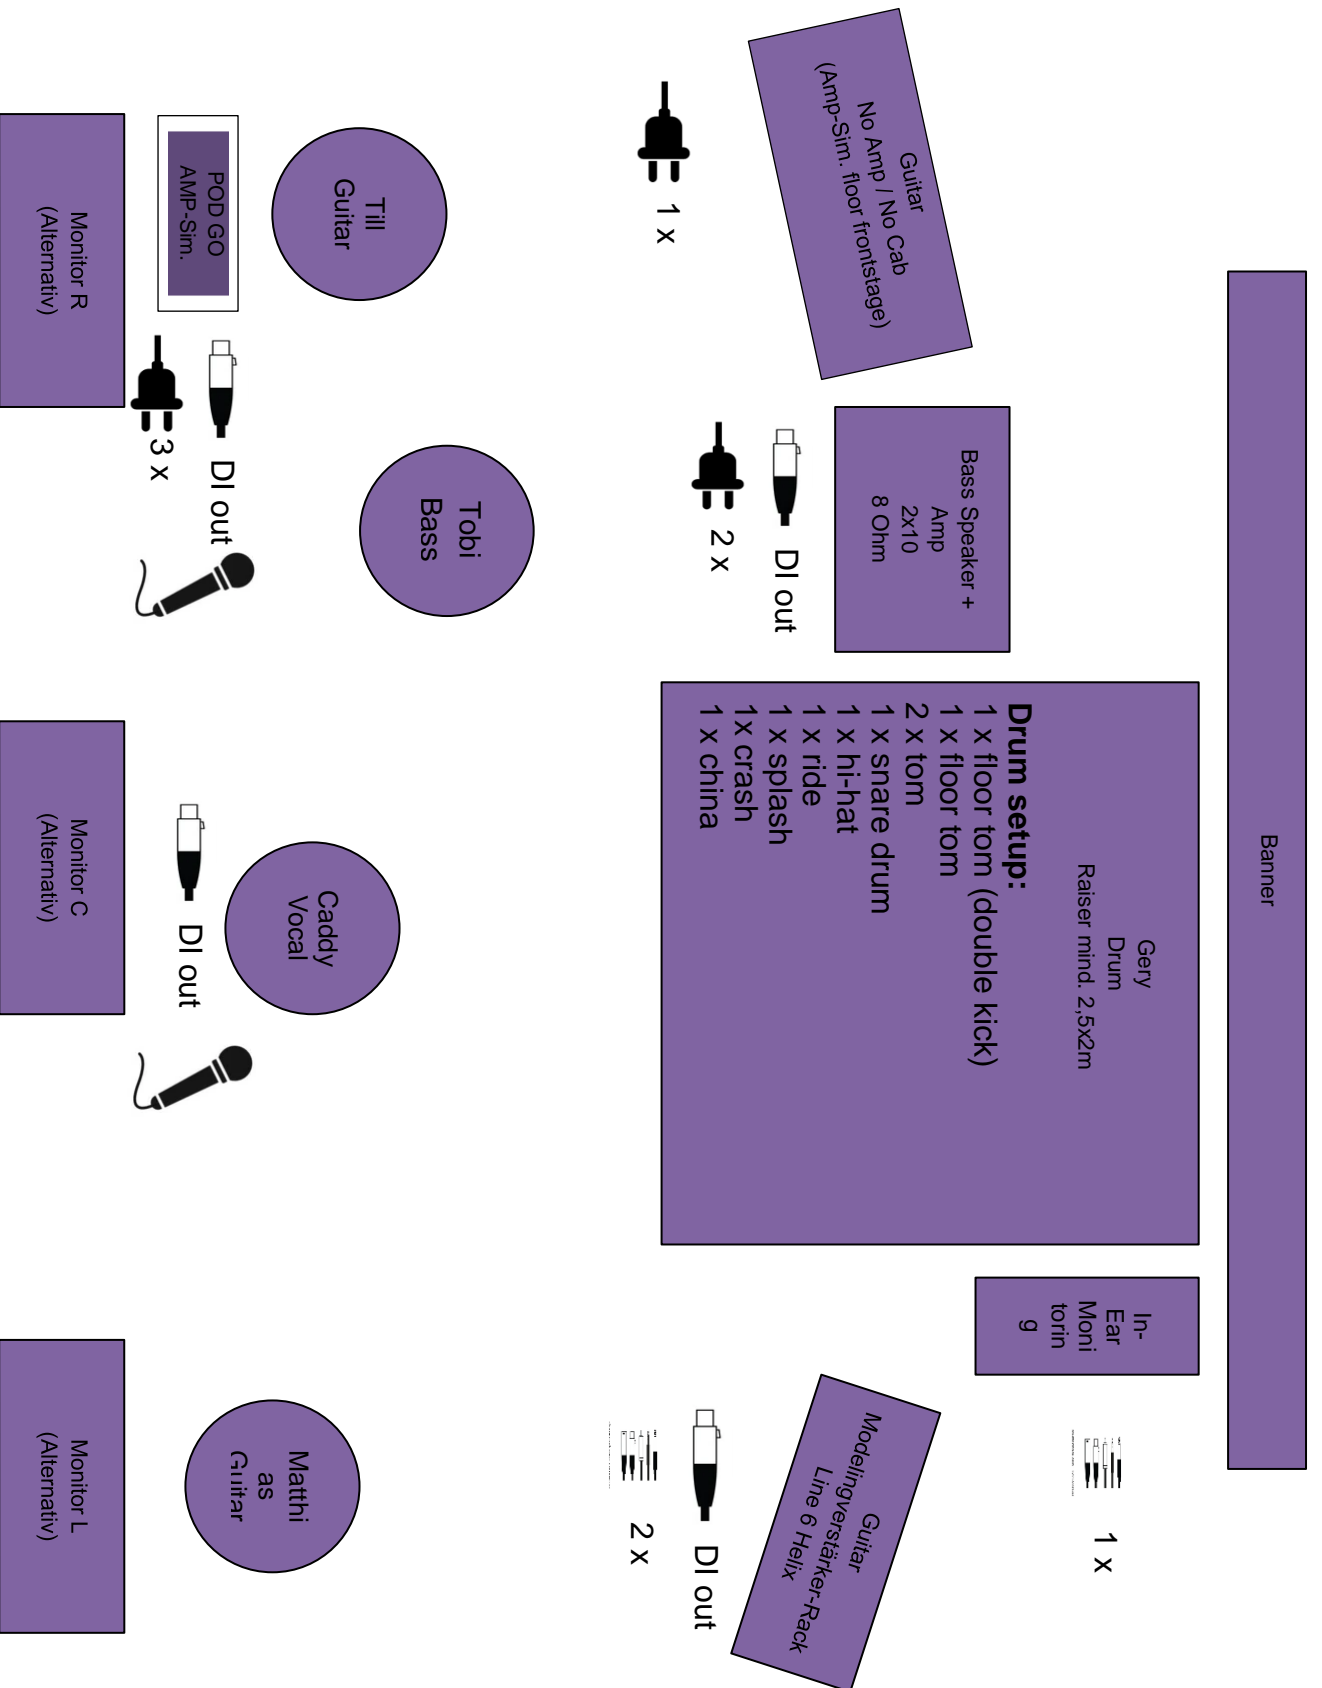 Banner
Gery
Drum
Raiser mind. 2,5x2m
Drum setup:
1 x floor tom (double kick)
1 x floor tom
2 x tom
1 x snare drum
1 x hi-hat
1 x ride
1 x splash
1x crash
1 x china
In-
Ear
Moni
torin
g
1 x
Guitar
No Amp / No Cab
(Amp-Sim. floor frontstage)
1 x
Bass Speaker +
Amp
2x10
8 Ohm
DI out
2 x
Guitar
Modelingverstärker-Rack
Line 6 Helix
DI out
2 x
Till
Guitar
POD GO
AMP-Sim.
DI out
3 x
Tobi
Bass
Caddy
Vocal
DI out
Matthi
as
Guitar
Monitor R
(Alternativ)
Monitor C
(Alternativ)
Monitor L
(Alternativ)